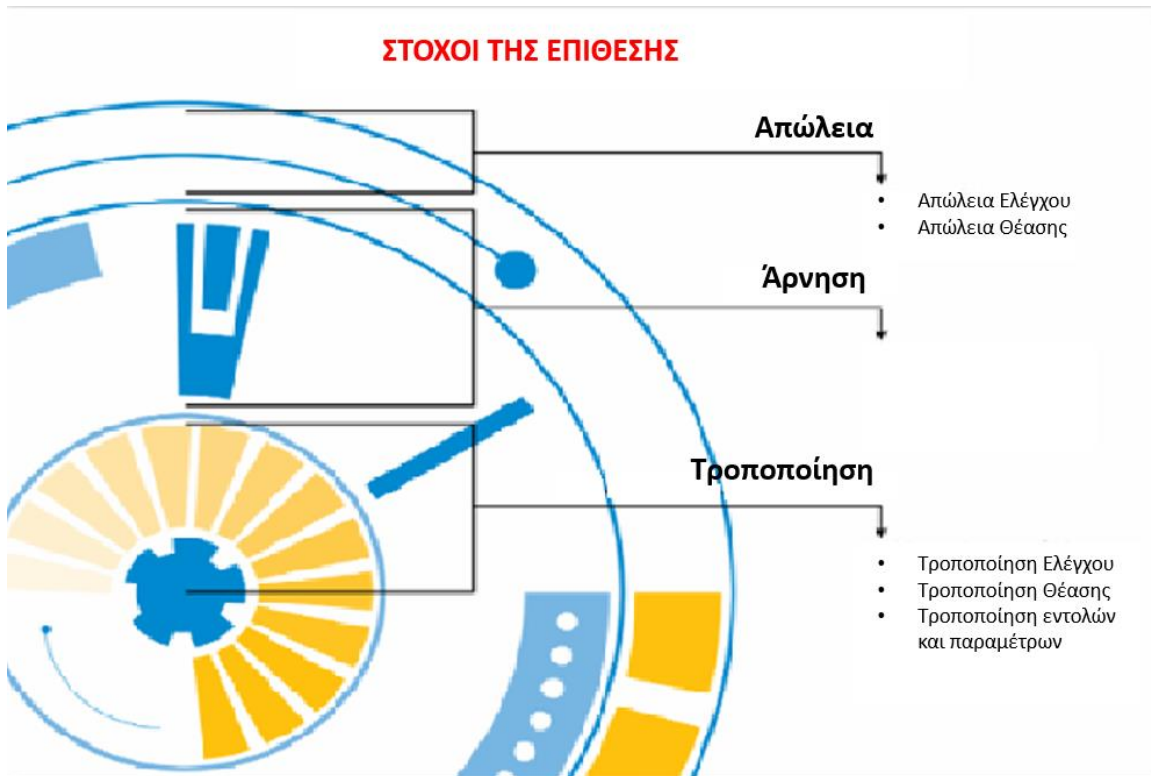 ΣΤΟΧΟΙ ΤΗΣ ΕΠΙΘΕΣΗΣ
Απώλεια
• Απώλεια Ελέγχου
• Απώλεια Θέασης
Άρνηση
Τροποποίηση
• Τροποποίηση Ελέγχου
• Τροποποίηση Θέασης
• Τροποποίηση εντολών
και παραμέτρων